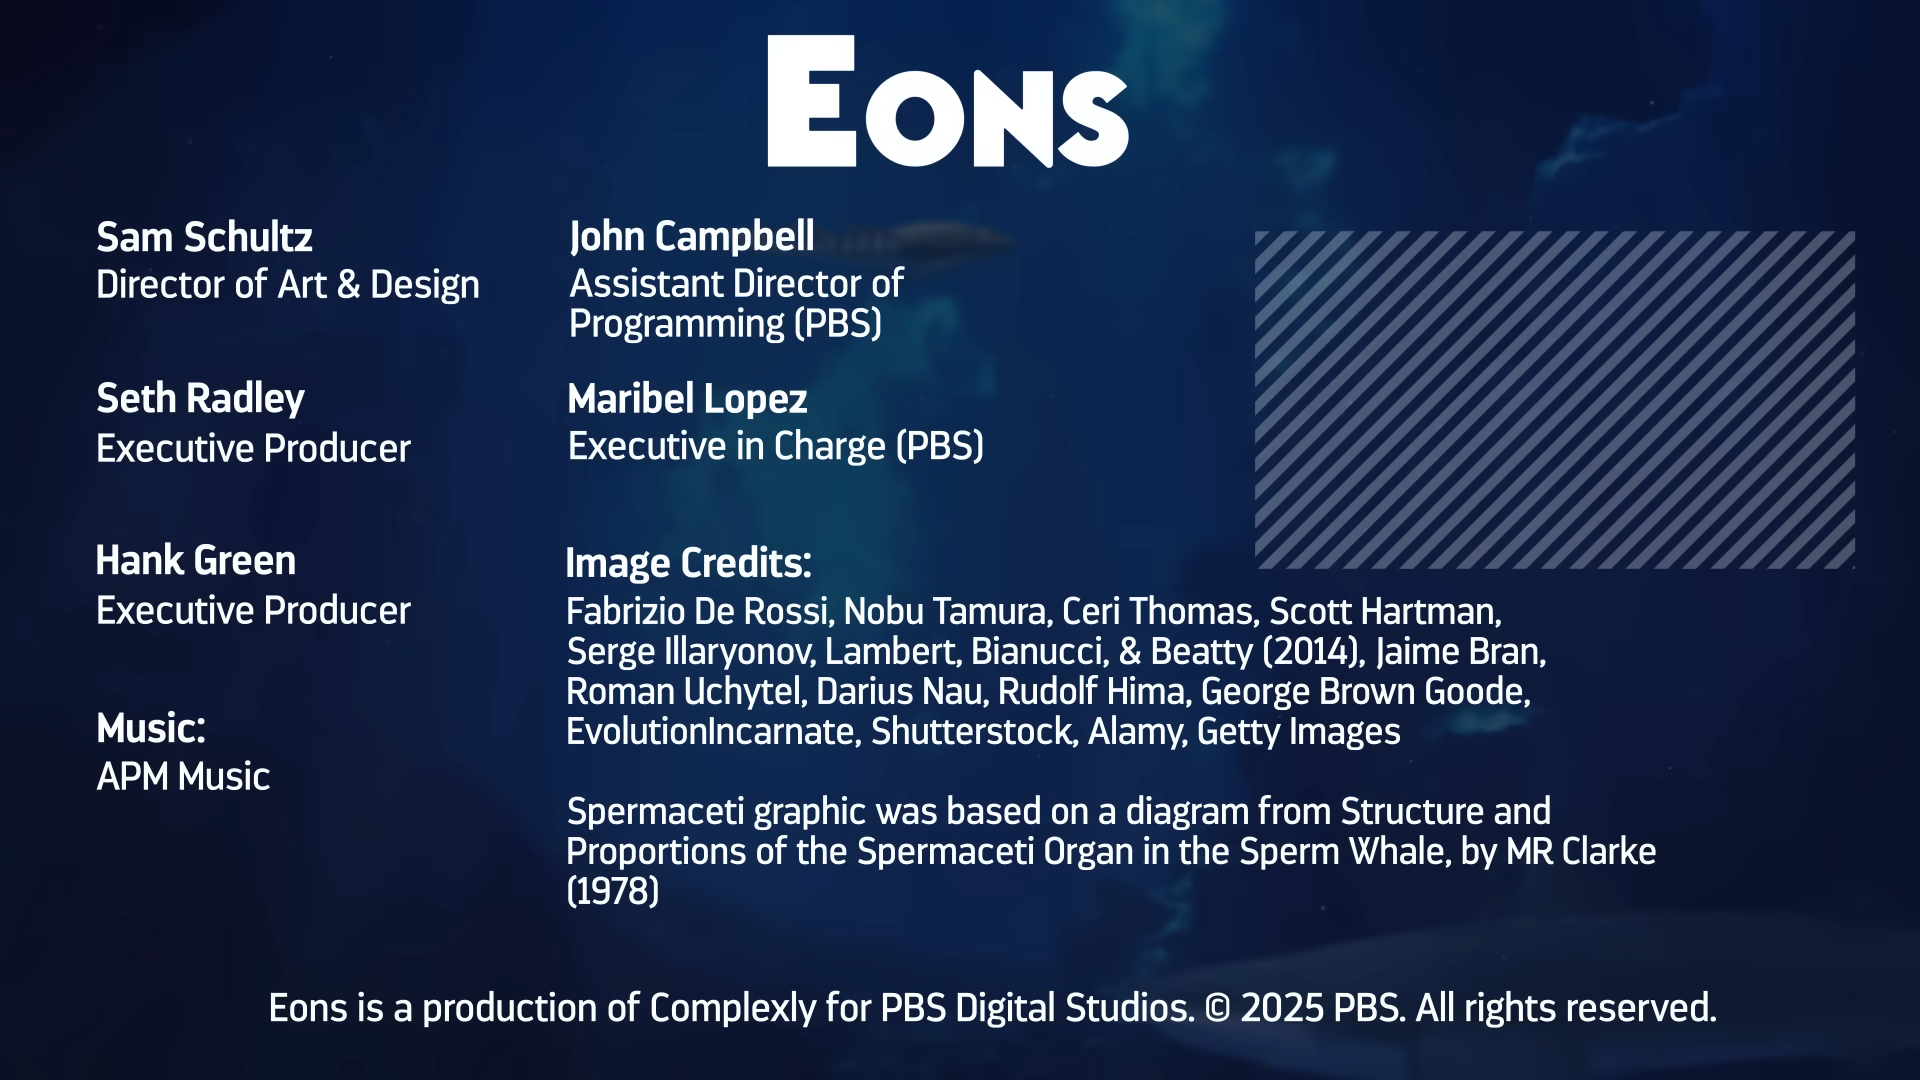 Eons
Sam Schultz
Director of Art & Design
Seth Radley
Executive Producer
Hank Green
Executive Producer
Music:
APM Music
John Campbell
Assistant Director of
Programming (PBS)
Maribel Lopez
Executive in Charge (PBS)
Image Credits:
Fabrizio De Rossi, Nobu Tamura, Ceri Thomas, Scott Hartman,
Serge Illaryonov, Lambert, Bianucci, & Beatty (2014), Jaime Bran,
Roman Uchytel, Darius Nau, Rudolf Hima, George Brown Goode,
EvolutionIncarnate, Shutterstock, Alamy, Getty Images
Spermaceti graphic was based on a diagram from Structure and
Proportions of the Spermaceti Organ in the Sperm Whale, by MR Clarke
(1978)
Eons is a production of Complexly for PBS Digital Studios. © 2025 PBS. All rights reserved.